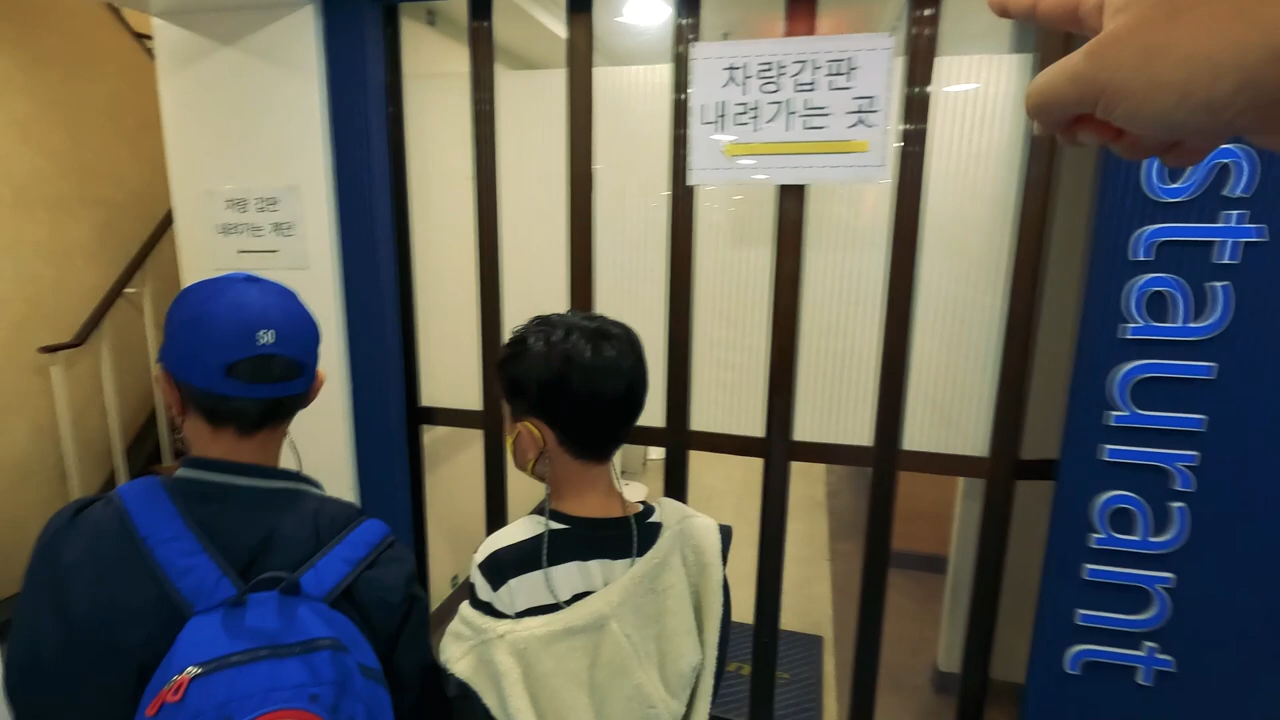 차량갑판
내려가는 곳
차량 갑판
내려가는 계단
50
staurant